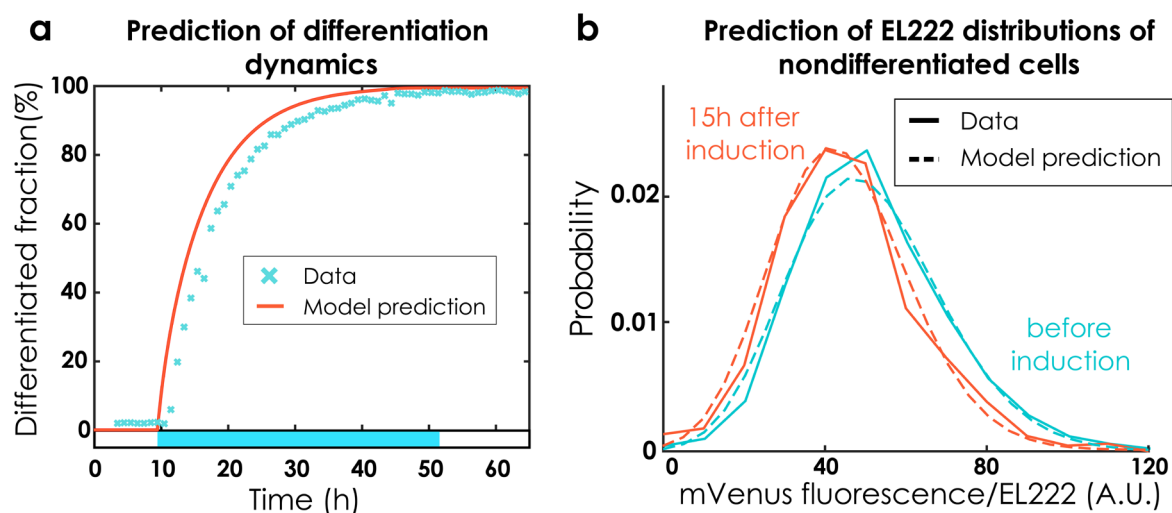 a
Prediction of differentiation
dynamics
Differentiated fraction(%)
100
80
60
40
20
0
Data
Model prediction
0
10
20
30
40
50
60
Time (h)
b
Prediction of EL222 distributions of
nondifferentiated cells
Probability
0.02
0.01
0
15h after
induction
Data
Model prediction
before
induction
0
40
80
120
mVenus fluorescence/EL222 (A.U.)